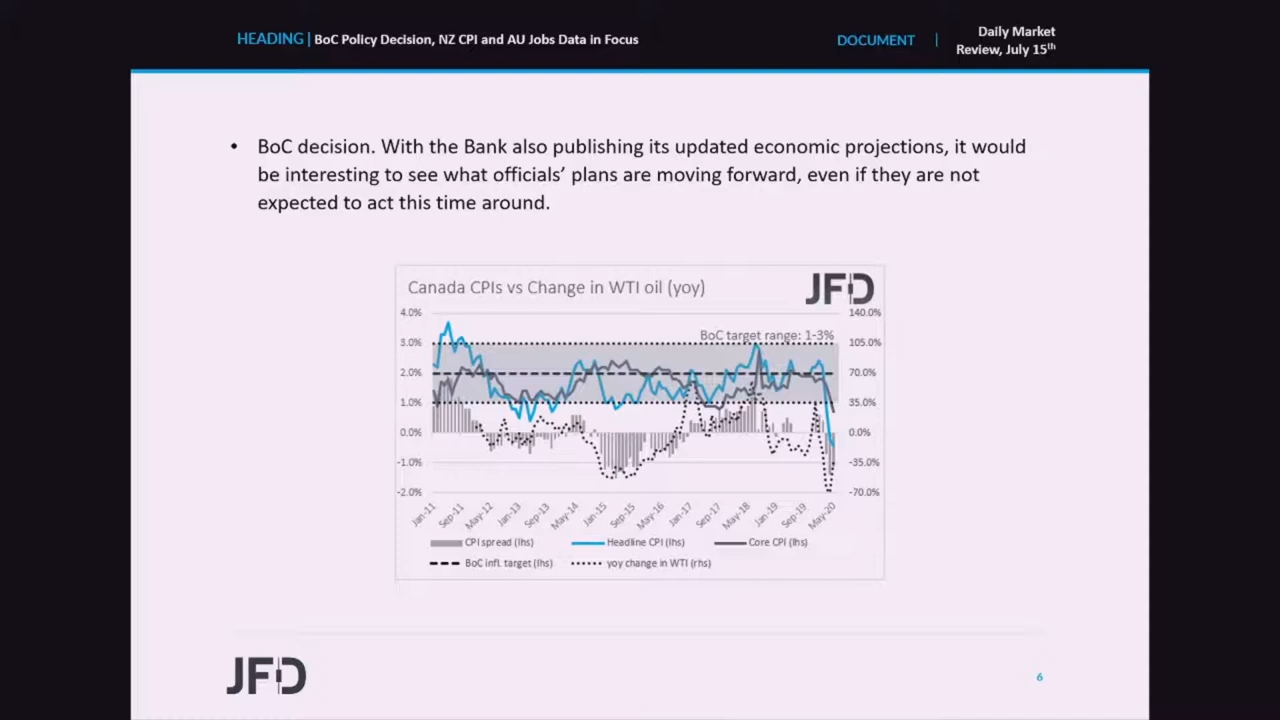 HEADING | BoC Policy Decision, NZ CPI and AU Jobs Data in Focus
DOCUMENT |
Daily Market
Review, July 15th
• BoC decision. With the Bank also publishing its updated economic projections, it would
be interesting to see what officials’ plans are moving forward, even if they are not
expected to act this time around.
Canada CPIs vs Change in WTI oil (yoy)
JFD
4.0% 140.0%
BoC target range: 1-3%
3.0% 105.0%
2.0% 70.0%
1.0% 35.0%
0.0% 0.0%
-1.0% -35.0%
-2.0% -70.0%
Jan-11 Sep-11 May-12 Jan-13 Sep-13 May-14 Jan-15 Sep-15 May-16 Jan-17 Sep-17 May-18 Jan-19 Sep-19 May-20
CPI spread (lhs) Headline CPI (lhs) Core CPI (lhs)
BoC infl. target (lhs) yoy change in WTI (rhs)
JFD
6